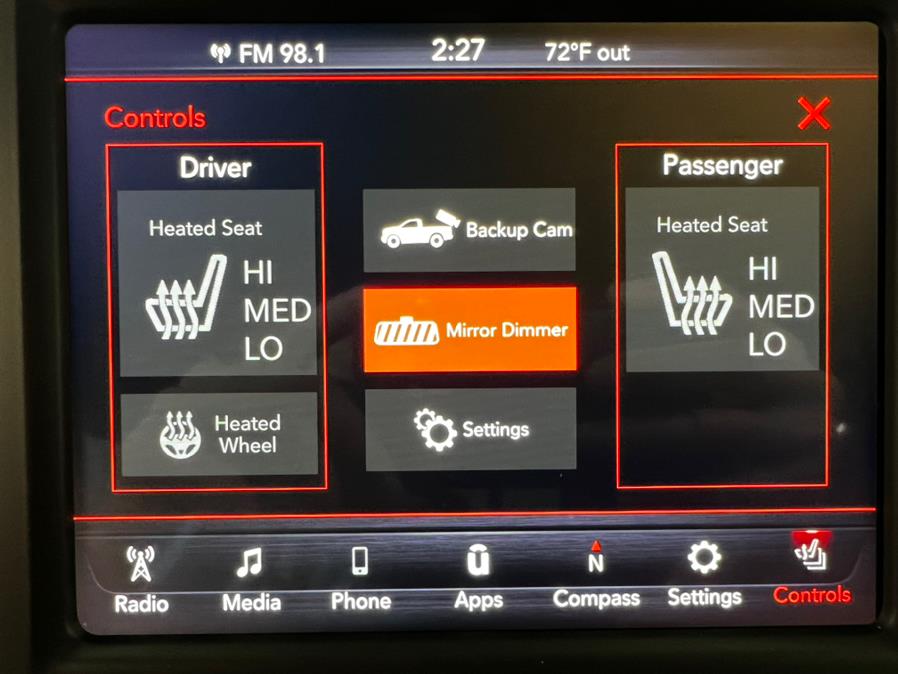 FM 98.1 2:27 72°F out
Controls
Driver
Heated Seat
HI
MED
LO
Heated
Wheel
Backup Cam
Mirror Dimmer
Settings
Passenger
Heated Seat
HI
MED
LO
Radio Media Phone Apps N Compass Settings Controls